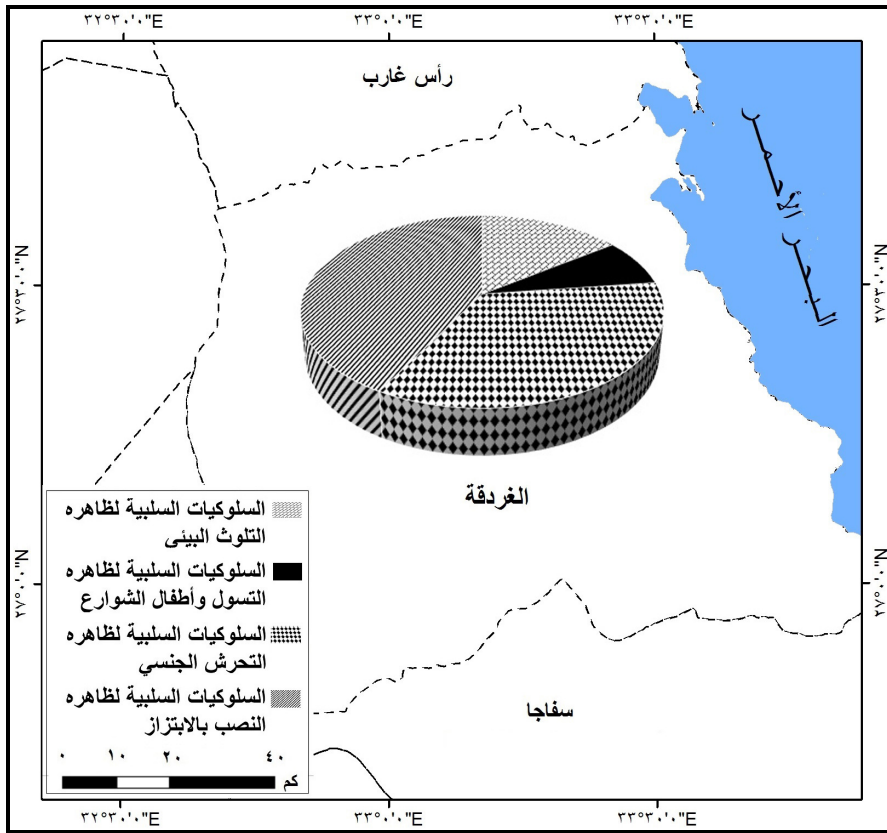 ٣٢°٣٠'٠"E ٣٣°٠'٠"E ٣٣°٣٠'٠"E
رأس غارب
البحر الأحمر
٢٧°٣٠'٠"N ٢٧°٣٠'٠"N
الغردقة
٢٧°٠'٠"N ٢٧°٠'٠"N
السلوكيات السلبية لظاهره
التلوث البيئى
السلوكيات السلبية لظاهره
التسول وأطفال الشوارع
السلوكيات السلبية لظاهره
التحرش الجنسي
السلوكيات السلبية لظاهره
النصب بالابتزاز
سفاجا
٠ ١٠ ٢٠ ٤٠
كم
٣٢°٣٠'٠"E ٣٣°٠'٠"E ٣٣°٣٠'٠"E